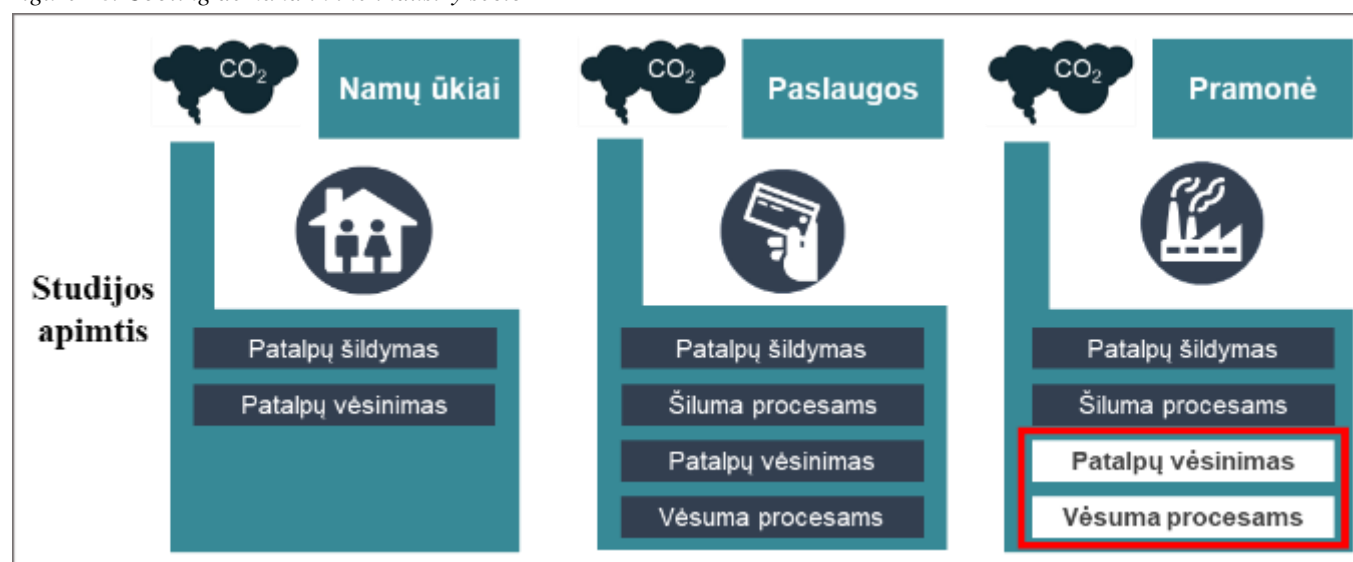 CO₂
Namų ūkiai
CO₂
Paslaugos
CO₂
Pramonė
Studijos
apimtis
Patalpų šildymas
Patalpų vėsinimas
Patalpų šildymas
Šiluma procesams
Patalpų vėsinimas
Vėsuma procesams
Patalpų šildymas
Šiluma procesams
Patalpų vėsinimas
Vėsuma procesams